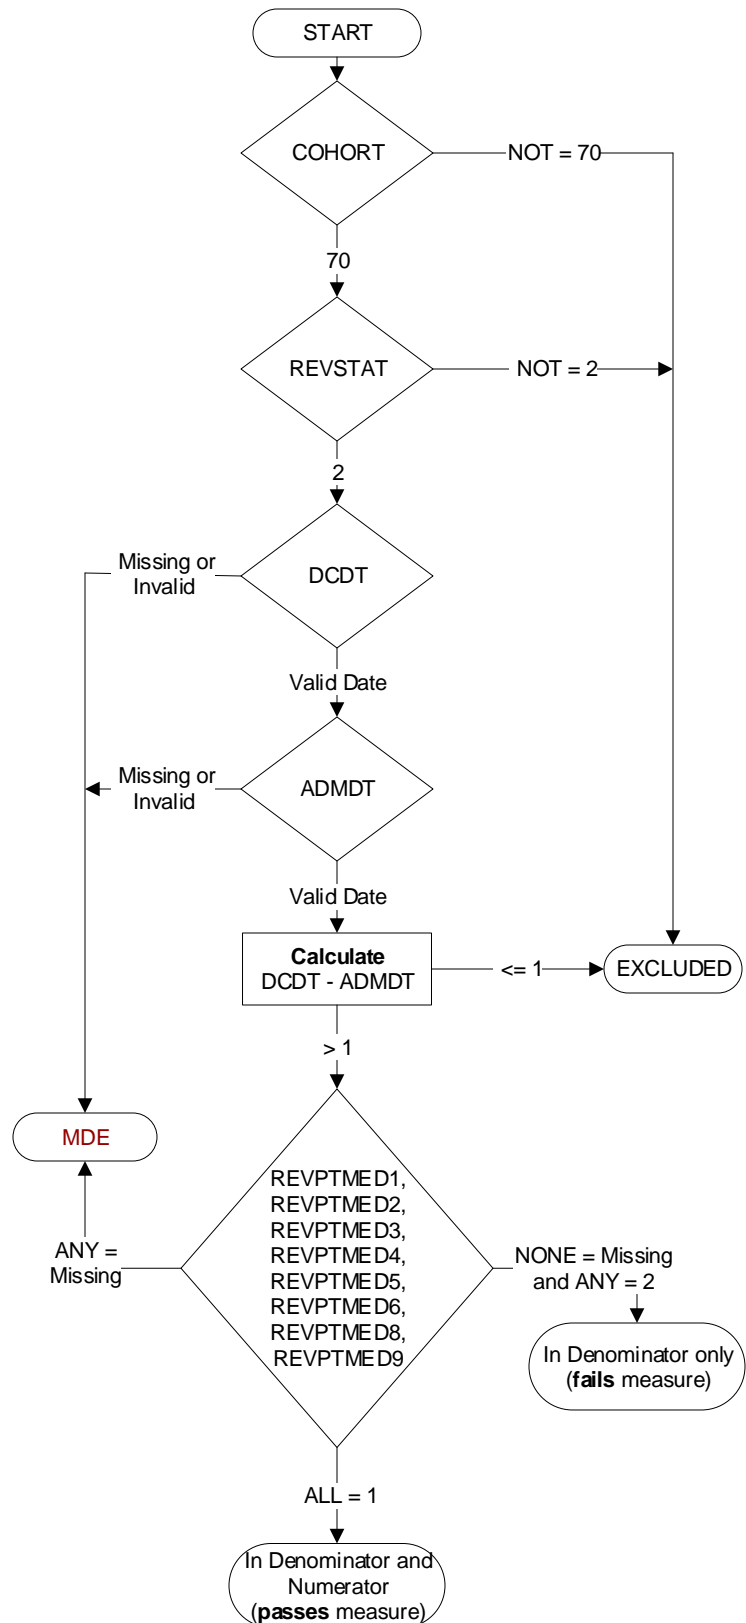 START
COHORT
NOT = 70
70
REVSTAT
NOT = 2
2
Missing or
Invalid
DCDT
Valid Date
Missing or
Invalid
ADMDT
Valid Date
Calculate
DCDT - ADMDT
<= 1
EXCLUDED
> 1
MDE
REVPTMED1,
REVPTMED2,
REVPTMED3,
REVPTMED4,
REVPTMED5,
REVPTMED6,
REVPTMED8,
REVPTMED9
ANY =
Missing
NONE = Missing
and ANY = 2
In Denominator only
(fails measure)
ALL = 1
In Denominator and
Numerator
(passes measure)